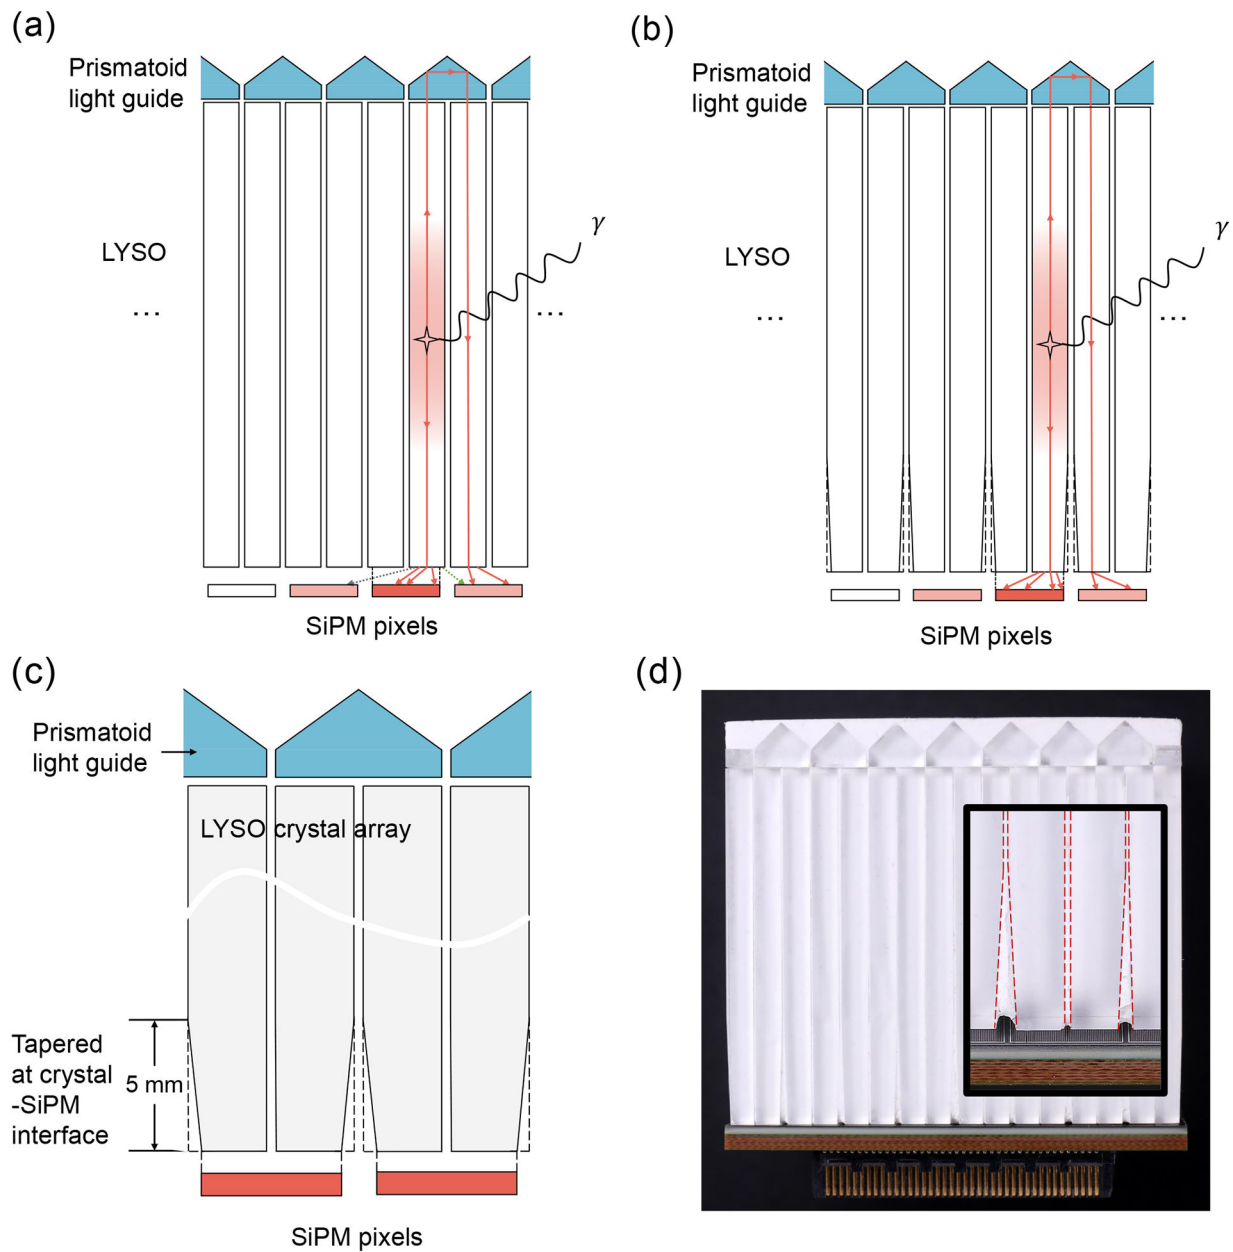 (a)
Prismatoid
light guide
γ
LYSO
...
...
SiPM pixels
(b)
Prismatoid
light guide
γ
LYSO
...
...
SiPM pixels
(c)
Prismatoid
light guide
LYSO crystal array
Tapered
at crystal
-SiPM
interface
5 mm
SiPM pixels
(d)